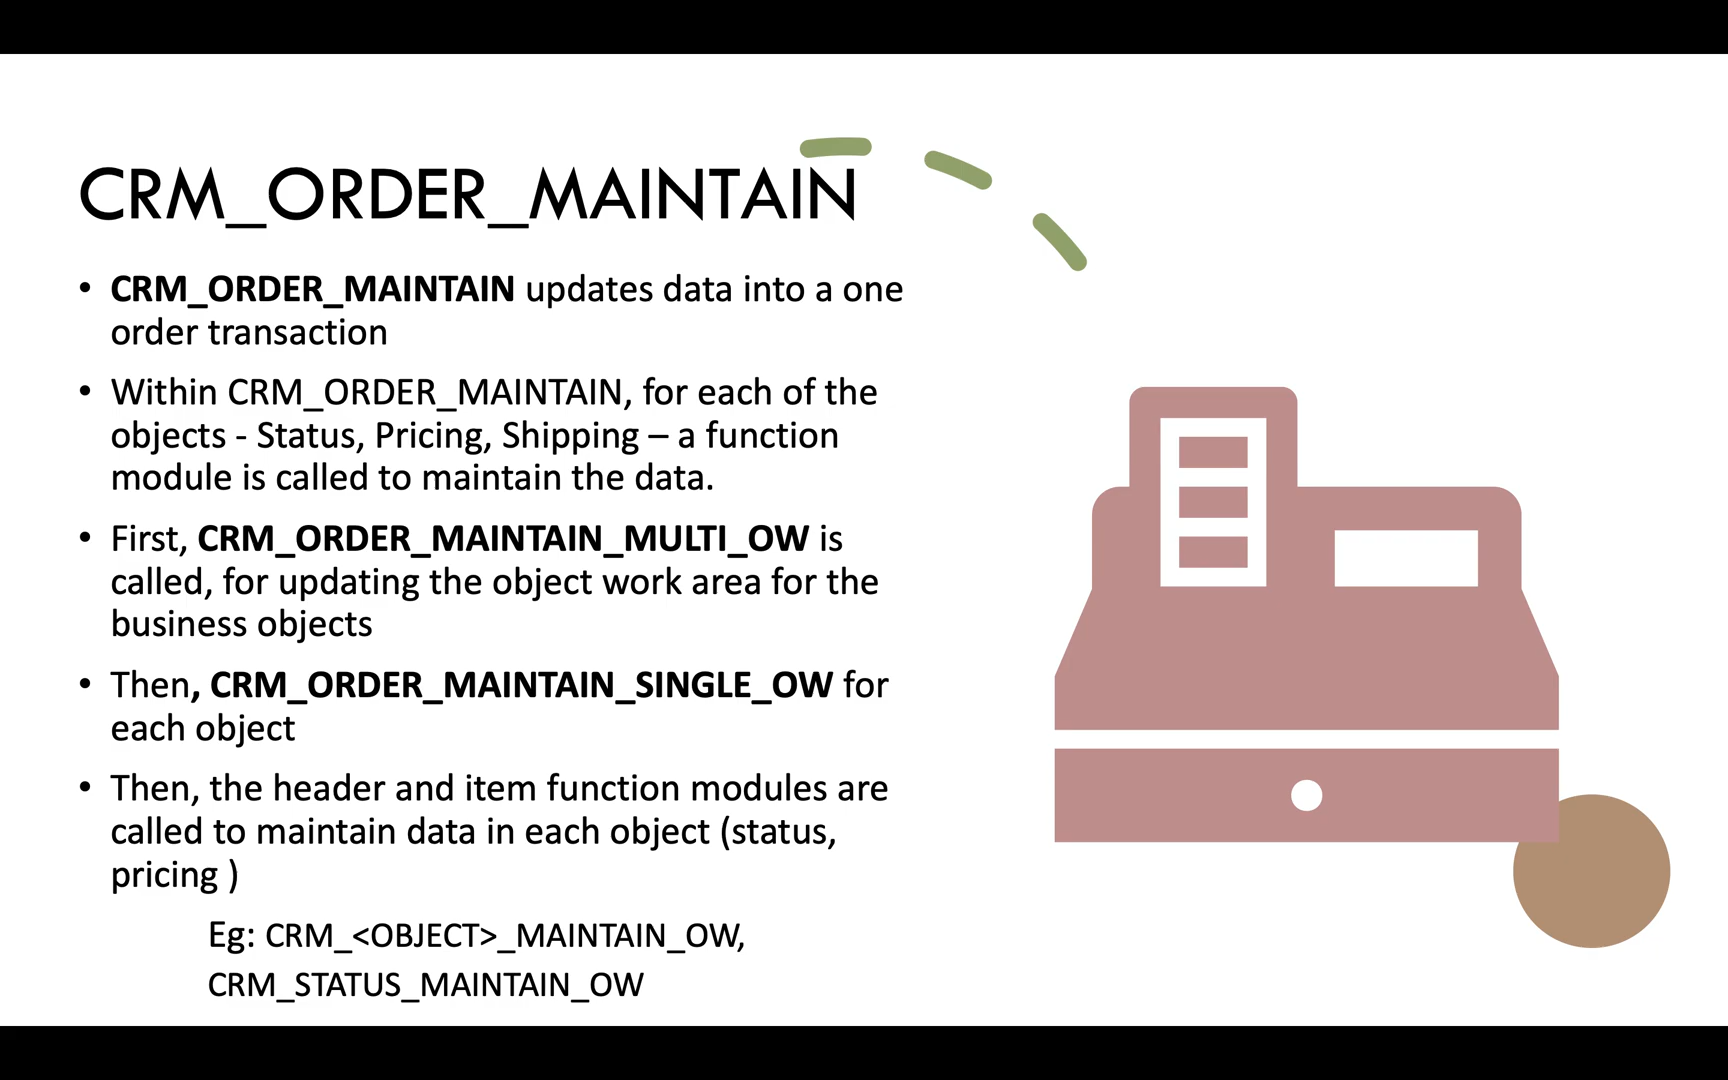 CRM_ORDER_MAINTAIN
• CRM_ORDER_MAINTAIN updates data into a one
order transaction
• Within CRM_ORDER_MAINTAIN, for each of the
objects - Status, Pricing, Shipping – a function
module is called to maintain the data.
• First, CRM_ORDER_MAINTAIN_MULTI_OW is
called, for updating the object work area for the
business objects
• Then, CRM_ORDER_MAINTAIN_SINGLE_OW for
each object
• Then, the header and item function modules are
called to maintain data in each object (status,
pricing )
Eg: CRM_<OBJECT>_MAINTAIN_OW,
CRM_STATUS_MAINTAIN_OW